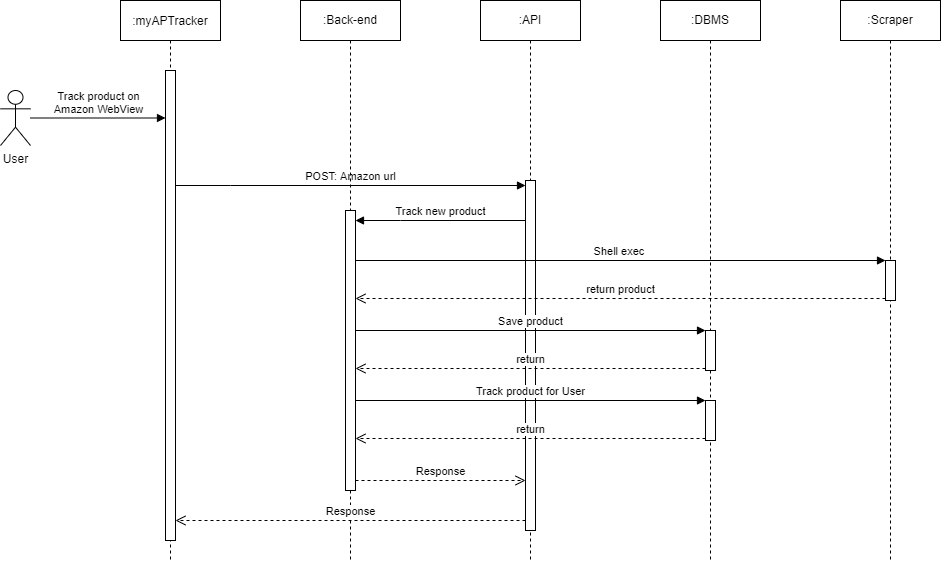 :myAPTracker
:Back-end
:API
:DBMS
:Scraper
Track product on
Amazon WebView
User
POST: Amazon url
Track new product
Shell exec
return product
Save product
return
Track product for User
return
Response
Response